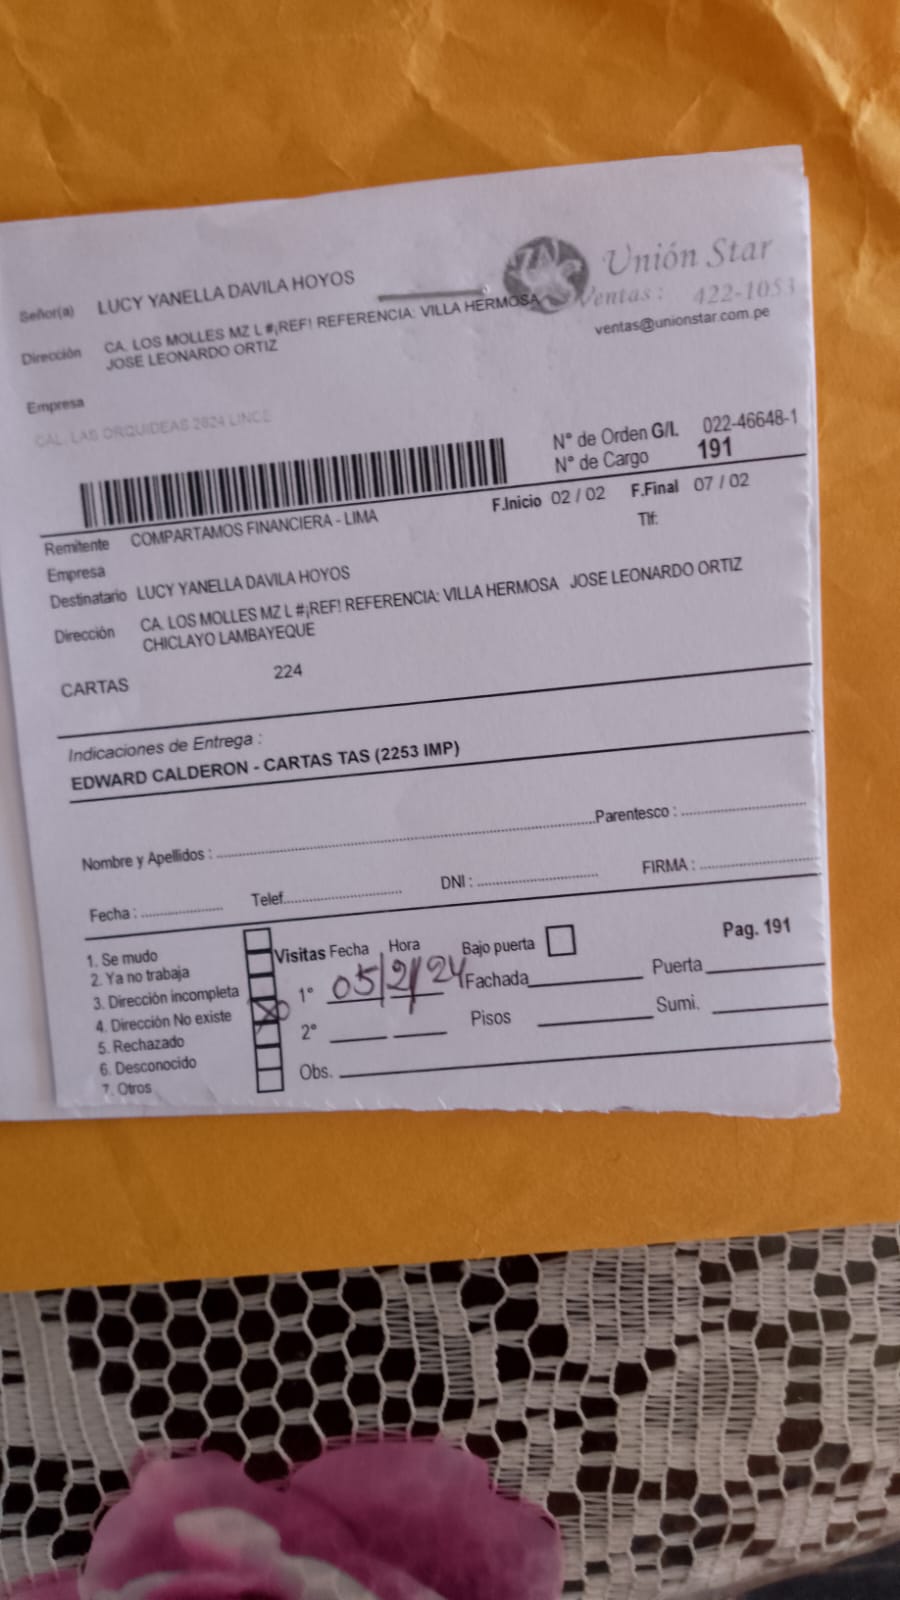 Unión Star
Ventas: 422-1053
ventas@unionstar.com.pe
Señor(a) LUCY YANELLA DAVILA HOYOS
Dirección CA. LOS MOLLES MZ L #¡REF! REFERENCIA: VILLA HERMOSA
JOSE LEONARDO ORTIZ
Empresa
CAL. LAS ORQUIDEAS 2624 LINCE
N° de Orden G/L 022-46648-1
N° de Cargo 191
F.Inicio 02 / 02 F.Final 07 / 02
Remitente COMPARTAMOS FINANCIERA - LIMA
Tlf:
Empresa
Destinatario LUCY YANELLA DAVILA HOYOS
Dirección CA. LOS MOLLES MZ L #¡REF! REFERENCIA: VILLA HERMOSA JOSE LEONARDO ORTIZ
CHICLAYO LAMBAYEQUE
CARTAS 224
Indicaciones de Entrega :
EDWARD CALDERON - CARTAS TAS (2253 IMP)
Nombre y Apellidos : Parentesco :
Fecha : Telef. DNI : FIRMA :
1. Se mudo
2. Ya no trabaja
3. Dirección incompleta
4. Dirección No existe
5. Rechazado
6. Desconocido
7. Otros
Visitas Fecha Hora Bajo puerta Pag. 191
1° 05/2/24 Fachada Puerta
2° Pisos Sumi.
Obs.